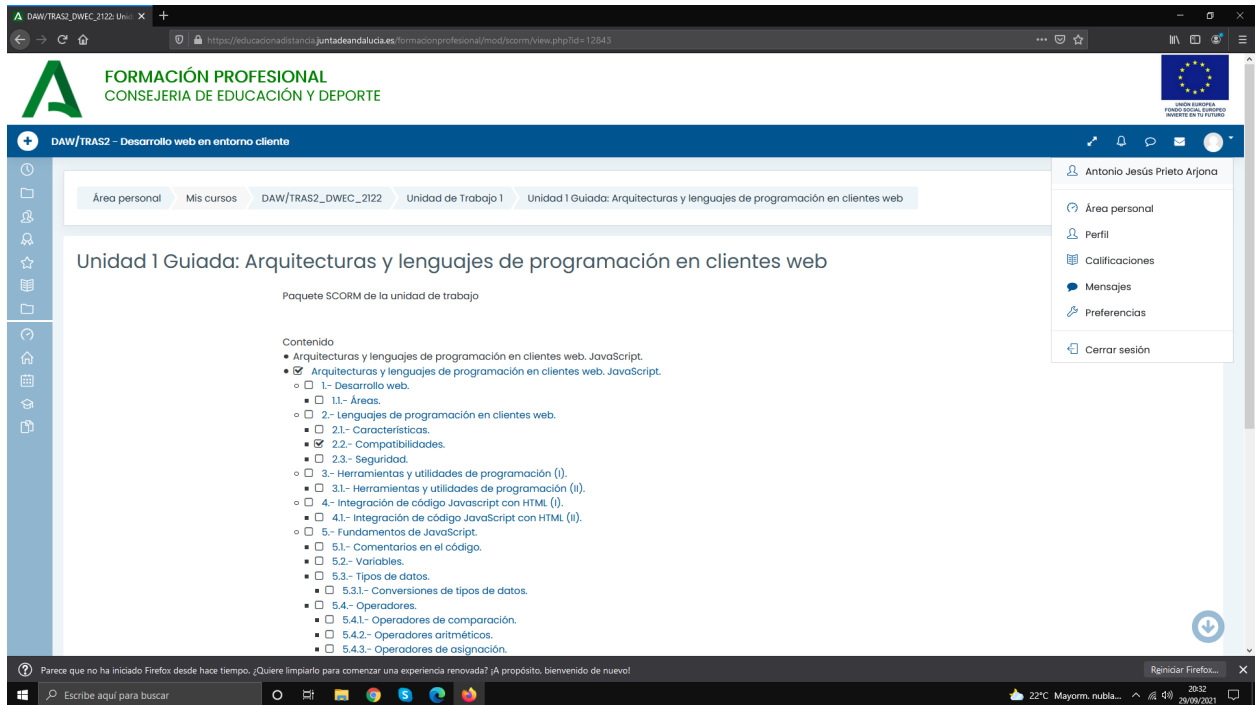 DAW/TRAS2_DWEC_2122: Unid
https://educacionadistancia.juntadeandalucia.es/formacionprofesional/mod/scorm/view.php?id=12843
FORMACIÓN PROFESIONAL
CONSEJERIA DE EDUCACIÓN Y DEPORTE
UNIÓN EUROPEA
FONDO SOCIAL EUROPEO
INVIERTE EN TU FUTURO
DAW/TRAS2 - Desarrollo web en entorno cliente
Antonio Jesús Prieto Arjona
Área personal
Perfil
Calificaciones
Mensajes
Preferencias
Cerrar sesión
Área personal Mis cursos DAW/TRAS2_DWEC_2122 Unidad de Trabajo 1 Unidad 1 Guiada: Arquitecturas y lenguajes de programación en clientes web
Unidad 1 Guiada: Arquitecturas y lenguajes de programación en clientes web
Paquete SCORM de la unidad de trabajo
Contenido
Arquitecturas y lenguajes de programación en clientes web. JavaScript.
Arquitecturas y lenguajes de programación en clientes web. JavaScript.
1.- Desarrollo web.
1.1.- Áreas.
2.- Lenguajes de programación en clientes web.
2.1.- Características.
2.2.- Compatibilidades.
2.3.- Seguridad.
3.- Herramientas y utilidades de programación (I).
3.1.- Herramientas y utilidades de programación (II).
4.- Integración de código Javascript con HTML (I).
4.1.- Integración de código JavaScript con HTML (II).
5.- Fundamentos de JavaScript.
5.1.- Comentarios en el código.
5.2.- Variables.
5.3.- Tipos de datos.
5.3.1.- Conversiones de tipos de datos.
5.4.- Operadores.
5.4.1.- Operadores de comparación.
5.4.2.- Operadores aritméticos.
5.4.3.- Operadores de asignación.
Parece que no ha iniciado Firefox desde hace tiempo. ¿Quiere limpiarlo para comenzar una experiencia renovada? ¡A propósito, bienvenido de nuevo!
Reiniciar Firefox...
Escribe aquí para buscar
22°C Mayorm. nubla...
20:32
29/09/2021